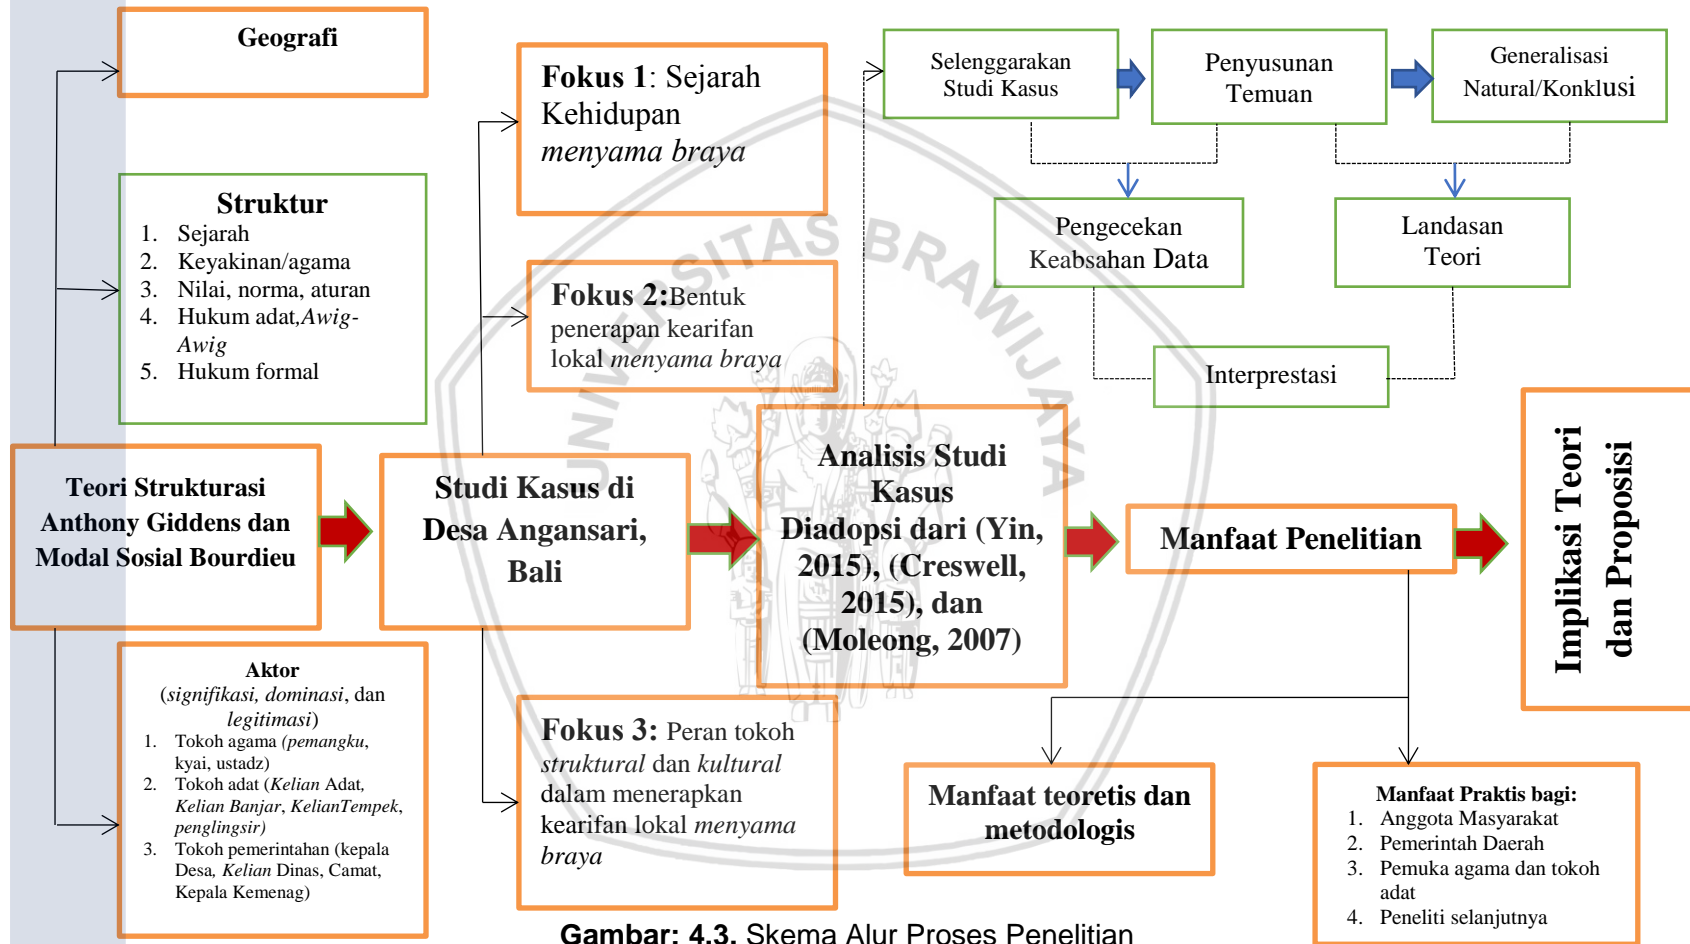 Geografi
Struktur
1. Sejarah
2. Keyakinan/agama
3. Nilai, norma, aturan
4. Hukum adat,Awig-
Awig
5. Hukum formal
Teori Strukturasi
Anthony Giddens dan
Modal Sosial Bourdieu
Aktor
(signifikasi, dominasi, dan
legitimasi)
1. Tokoh agama (pemangku,
kyai, ustadz)
2. Tokoh adat (Kelian Adat,
Kelian Banjar, KelianTempek,
penglingsir)
3. Tokoh pemerintahan (kepala
Desa, Kelian Dinas, Camat,
Kepala Kemenag)
Fokus 1: Sejarah
Kehidupan
menyama braya
Fokus 2:Bentuk
penerapan kearifan
lokal menyama braya
Studi Kasus di
Desa Angansari,
Bali
Fokus 3: Peran tokoh
struktural dan kultural
dalam menerapkan
kearifan lokal menyama
braya
Selenggarakan
Studi Kasus
Penyusunan
Temuan
Generalisasi
Natural/Konklusi
Pengecekan
Keabsahan Data
Landasan
Teori
Interprestasi
Analisis Studi
Kasus
Diadopsi dari (Yin,
2015), (Creswell,
2015), dan
(Moleong, 2007)
Manfaat Penelitian
Implikasi Teori
dan Proposisi
Manfaat teoretis dan
metodologis
Manfaat Praktis bagi:
1. Anggota Masyarakat
2. Pemerintah Daerah
3. Pemuka agama dan tokoh
adat
4. Peneliti selanjutnya
UNIVERSITAS BRAWIJAYA
Gambar: 4.3. Skema Alur Proses Penelitian